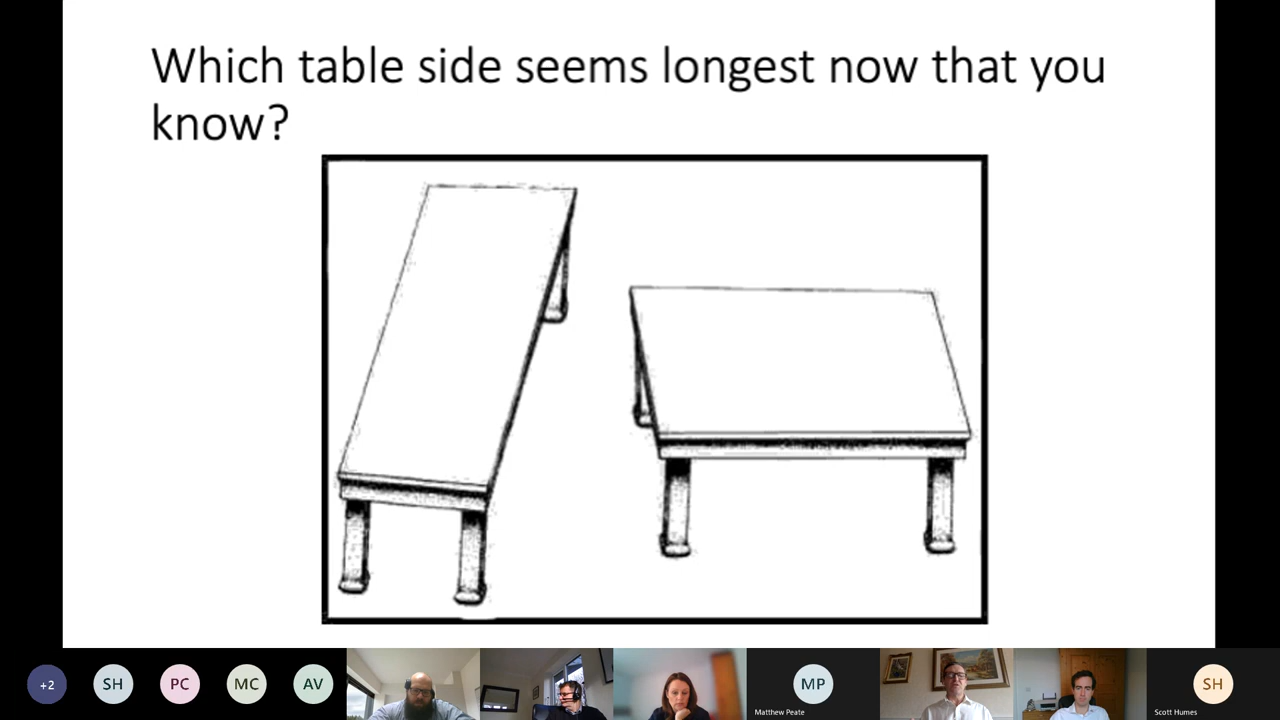 Which table side seems longest now that you
know?
+2
SH
PC
MC
AV
MP
Matthew Peate
SH
Scott Humes